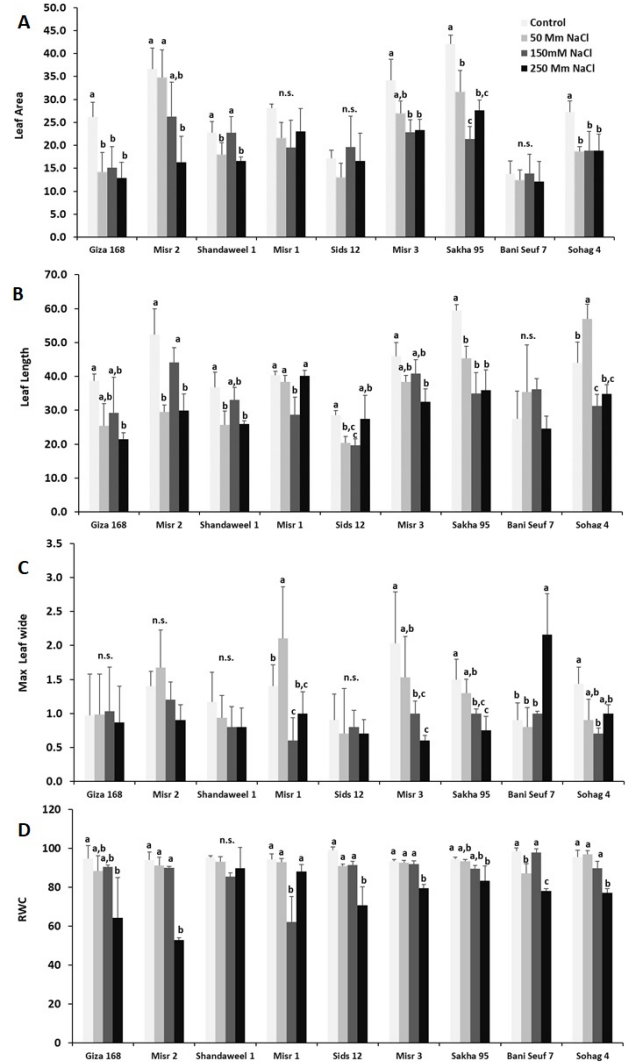 A
Leaf Area
50.0
45.0
40.0
35.0
30.0
25.0
20.0
15.0
10.0
5.0
0.0
Control
50 Mm NaCl
150mM NaCl
250 Mm NaCl
a b b b
a a a,b b
a b a b
n.s.
n.s.
a a,b b b
a b c b,c
n.s.
a b b b
Giza 168 Misr 2 Shandaweel 1 Misr 1 Sids 12 Misr 3 Sakha 95 Bani Seuf 7 Sohag 4
B
Leaf Length
70.0
60.0
50.0
40.0
30.0
20.0
10.0
0.0
a a,b a,b b
a b a b
a b a,b b
a a b a
a b,c c a,b
a a,b a,b b
a b b b
n.s.
b a c b,c
Giza 168 Misr 2 Shandaweel 1 Misr 1 Sids 12 Misr 3 Sakha 95 Bani Seuf 7 Sohag 4
C
Max Leaf wide
3.5
3.0
2.5
2.0
1.5
1.0
0.5
0.0
n.s.
n.s.
n.s.
b a c b,c
n.s.
a a,b b,c c
a a,b b,c c
b b b a
a a,b b a,b
Giza 168 Misr 2 Shandaweel 1 Misr 1 Sids 12 Misr 3 Sakha 95 Bani Seuf 7 Sohag 4
D
RWC
120
100
80
60
40
20
0
a a,b a,b b
a a a b
n.s.
a a b a
a a a b
a a a b
a a,b a,b b
a b a c
a a a b
Giza 168 Misr 2 Shandaweel 1 Misr 1 Sids 12 Misr 3 Sakha 95 Bani Seuf 7 Sohag 4